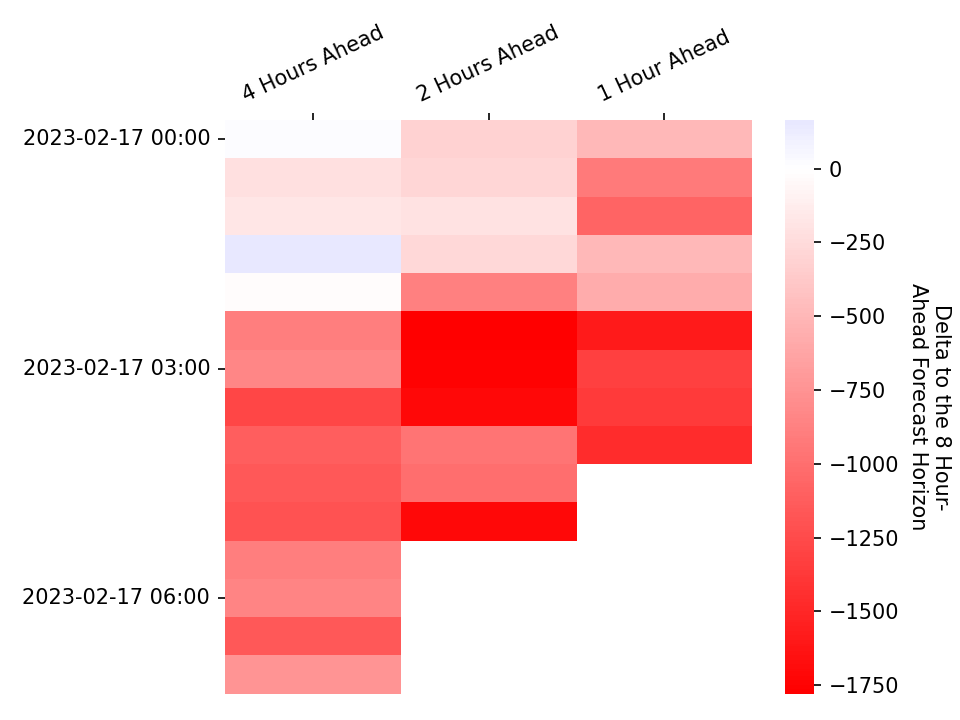 4 Hours Ahead
2 Hours Ahead
1 Hour Ahead
2023-02-17 00:00
2023-02-17 03:00
2023-02-17 06:00
0
−250
−500
−750
−1000
−1250
−1500
−1750
Delta to the 8 Hour-
Ahead Forecast Horizon